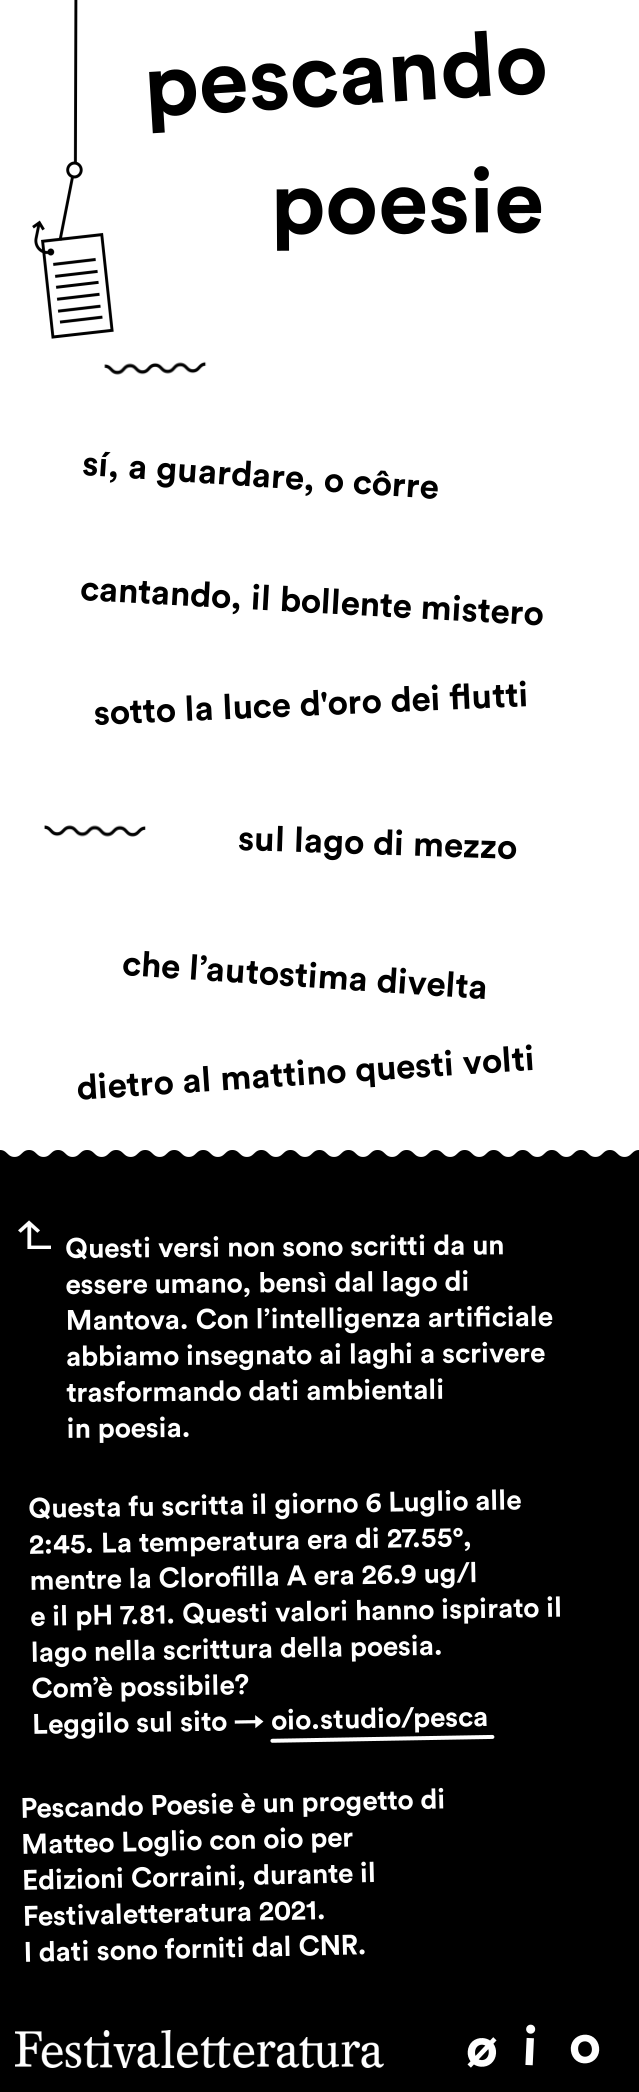 pescando
poesie
sí, a guardare, o côrre
cantando, il bollente mistero
sotto la luce d'oro dei flutti
sul lago di mezzo
che l’autostima divelta
dietro al mattino questi volti
Questi versi non sono scritti da un
essere umano, bensì dal lago di
Mantova. Con l’intelligenza artificiale
abbiamo insegnato ai laghi a scrivere
trasformando dati ambientali
in poesia.
Questa fu scritta il giorno 6 Luglio alle
2:45. La temperatura era di 27.55°,
mentre la Clorofilla A era 26.9 ug/l
e il pH 7.81. Questi valori hanno ispirato il
lago nella scrittura della poesia.
Com’è possibile?
Leggilo sul sito → oio.studio/pesca
Pescando Poesie è un progetto di
Matteo Loglio con oio per
Edizioni Corraini, durante il
Festivaletteratura 2021.
I dati sono forniti dal CNR.
Festivaletteratura ø i o